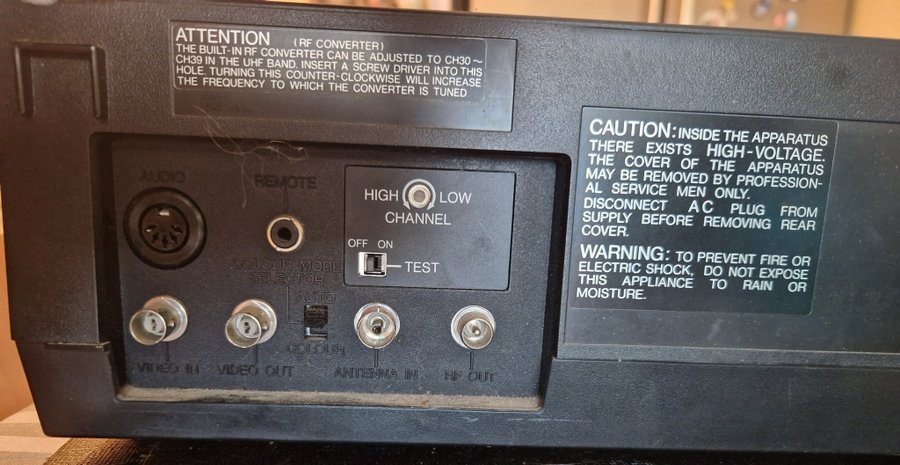 ATTENTION (RF CONVERTER)
THE BUILT-IN RF CONVERTER CAN BE ADJUSTED TO CH30~
CH39 IN THE UHF BAND. INSERT A SCREW DRIVER INTO THIS
HOLE. TURNING THIS COUNTER-CLOCKWISE WILL INCREASE
THE FREQUENCY TO WHICH THE CONVERTER IS TUNED
CAUTION: INSIDE THE APPARATUS
THERE EXISTS HIGH-VOLTAGE.
THE COVER OF THE APPARATUS
MAY BE REMOVED BY PROFESSION-
AL SERVICE MEN ONLY.
DISCONNECT AC PLUG FROM
SUPPLY BEFORE REMOVING REAR
COVER.
WARNING: TO PREVENT FIRE OR
ELECTRIC SHOCK, DO NOT EXPOSE
THIS APPLIANCE TO RAIN OR
MOISTURE.
AUDIO
REMOTE
HIGH LOW
CHANNEL
OFF ON
TEST
COLOUR MODE
SELECTOR
AUTO
COLOUR
VIDEO IN
VIDEO OUT
ANTENNA IN
RF OUT